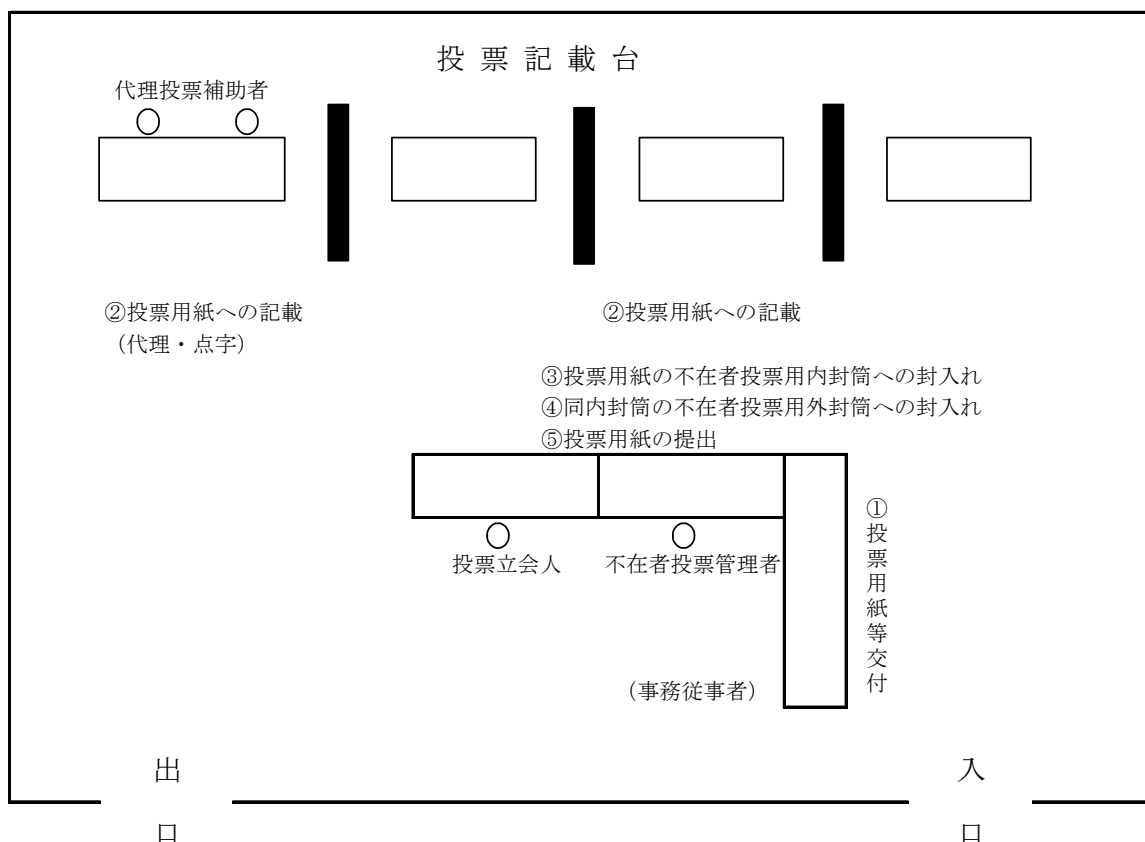 投票記載台
代理投票補助者
②投票用紙への記載
（代理・点字）
②投票用紙への記載
③投票用紙の不在者投票用内封筒への封入れ
④同内封筒の不在者投票用外封筒への封入れ
⑤投票用紙の提出
①投票用紙等交付
投票立会人
不在者投票管理者
（事務従事者）
出口
入口